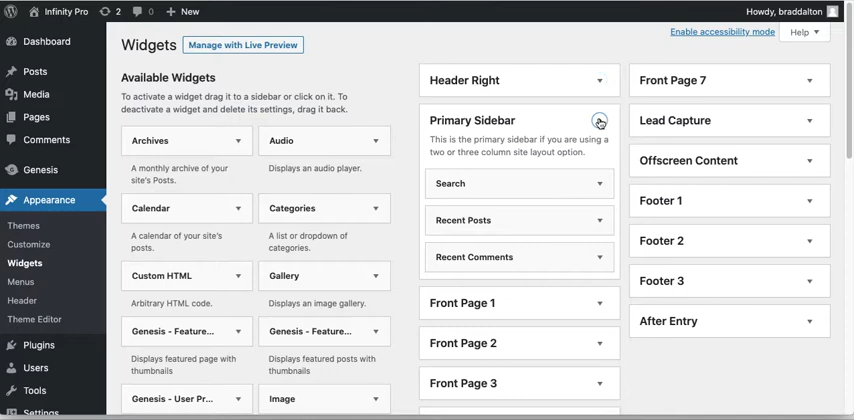 Infinity Pro
2
0
New
Howdy, braddalton
Dashboard
Posts
Media
Pages
Comments
Genesis
Appearance
Themes
Customize
Widgets
Menus
Header
Theme Editor
Plugins
Users
Tools
Settings
Widgets
Manage with Live Preview
Enable accessibility mode
Help
Available Widgets
To activate a widget drag it to a sidebar or click on it. To
deactivate a widget and delete its settings, drag it back.
Archives
A monthly archive of your
site's Posts.
Audio
Displays an audio player.
Calendar
A calendar of your site's
posts.
Categories
A list or dropdown of
categories.
Custom HTML
Arbitrary HTML code.
Gallery
Displays an image gallery.
Genesis - Feature...
Displays featured page with
thumbnails
Genesis - Feature...
Displays featured posts with
thumbnails
Genesis - User Pr...
Image
Header Right
Primary Sidebar
This is the primary sidebar if you are using a
two or three column site layout option.
Search
Recent Posts
Recent Comments
Front Page 1
Front Page 2
Front Page 3
Front Page 7
Lead Capture
Offscreen Content
Footer 1
Footer 2
Footer 3
After Entry